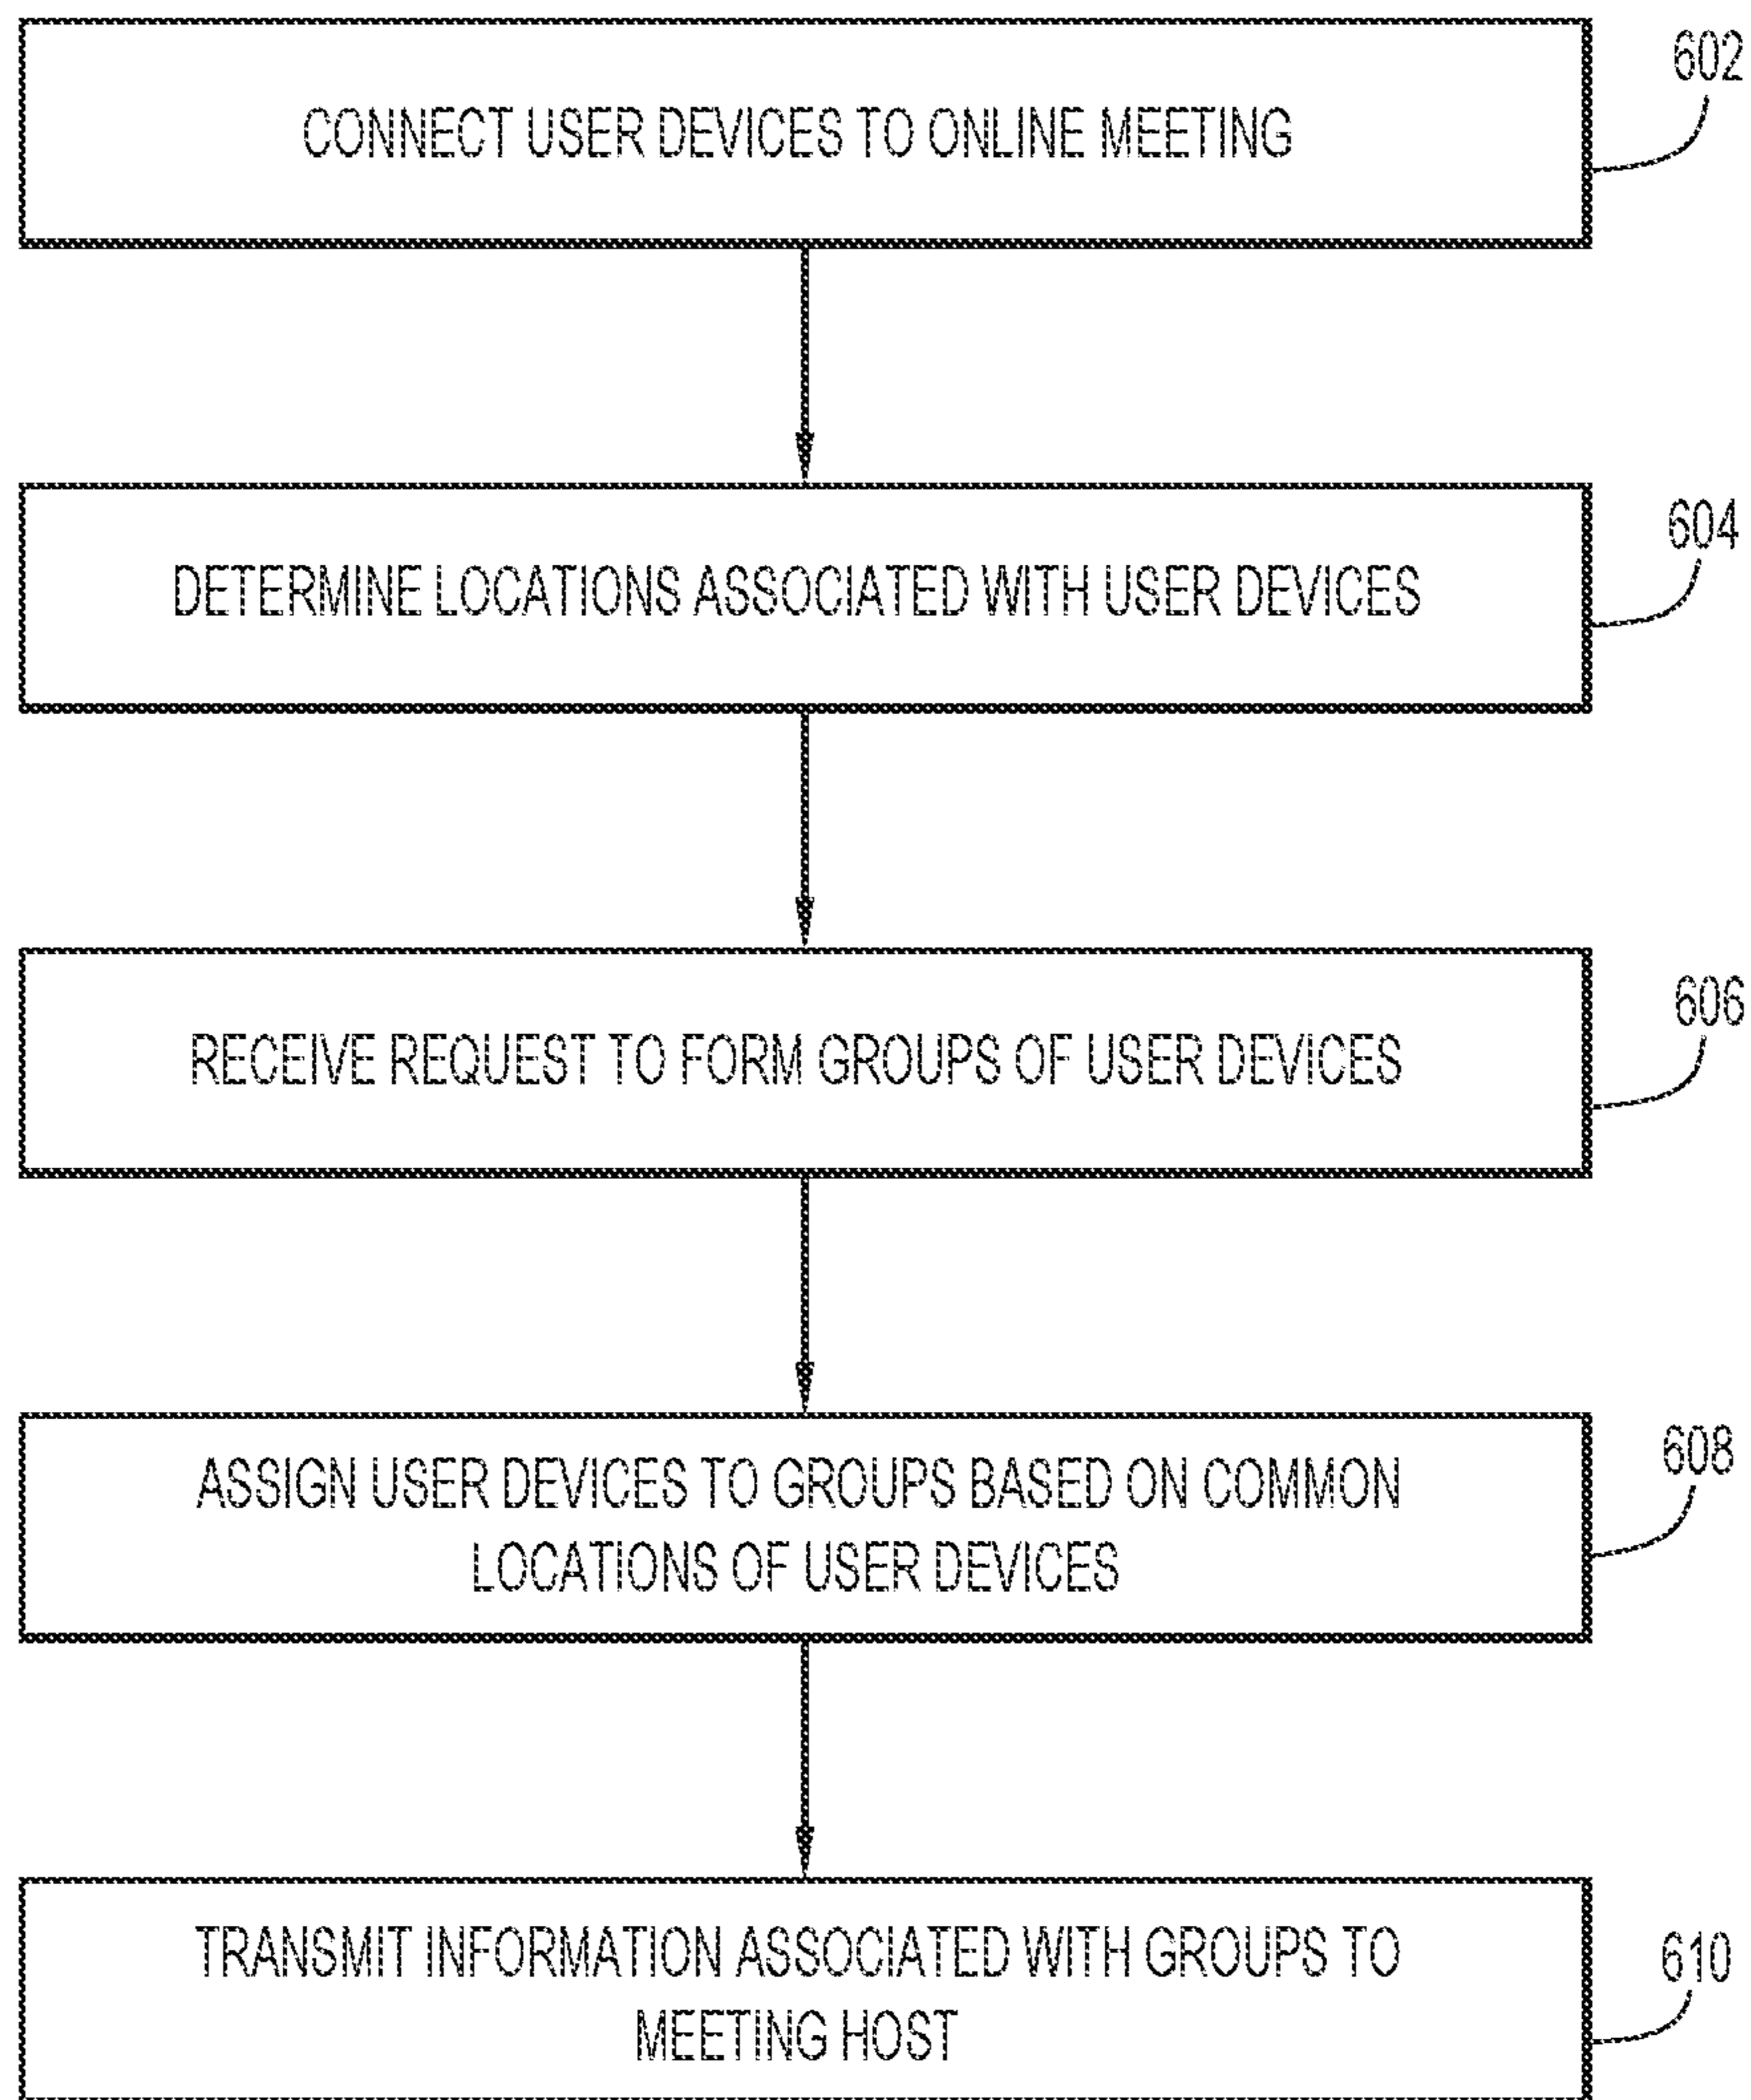 CONNECT USER DEVICES TO ONLINE MEETING
602
DETERMINE LOCATIONS ASSOCIATED WITH USER DEVICES
604
RECEIVE REQUEST TO FORM GROUPS OF USER DEVICES
606
ASSIGN USER DEVICES TO GROUPS BASED ON COMMON
LOCATIONS OF USER DEVICES
608
TRANSMIT INFORMATION ASSOCIATED WITH GROUPS TO
MEETING HOST
610